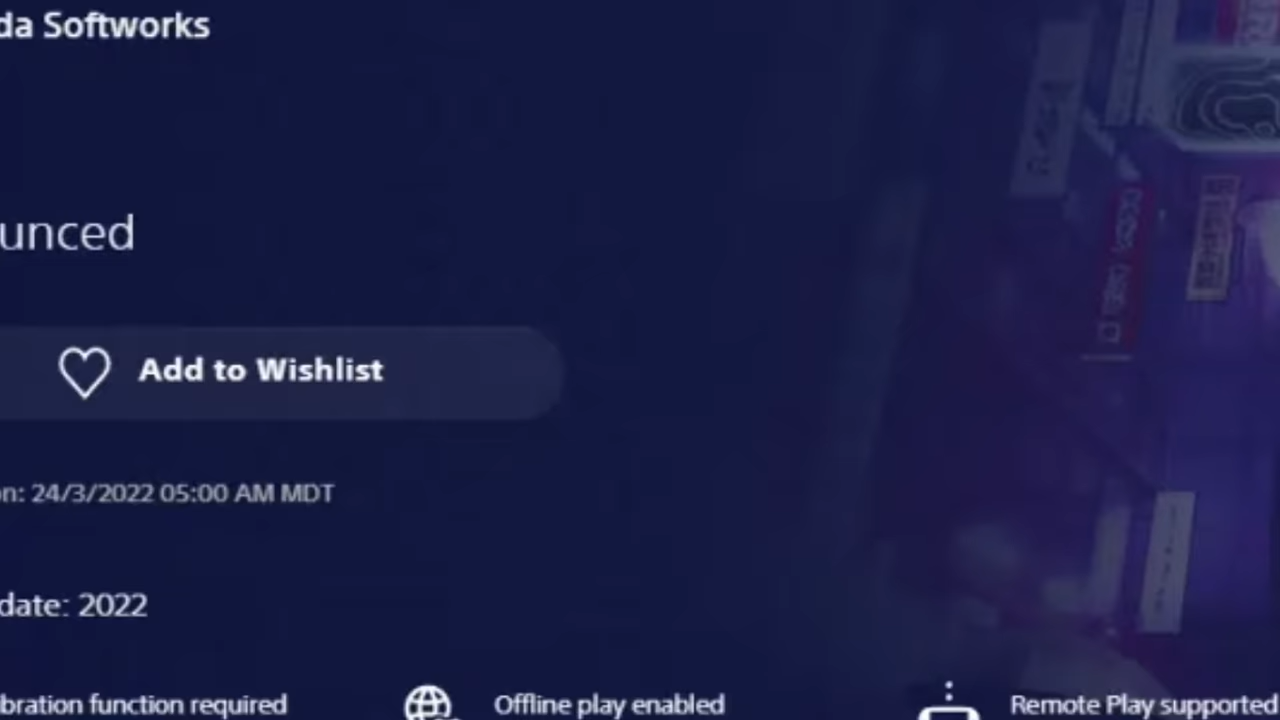 da Softworks
unced
Add to Wishlist
on: 24/3/2022 05:00 AM MDT
date: 2022
bration function required
Offline play enabled
Remote Play supported